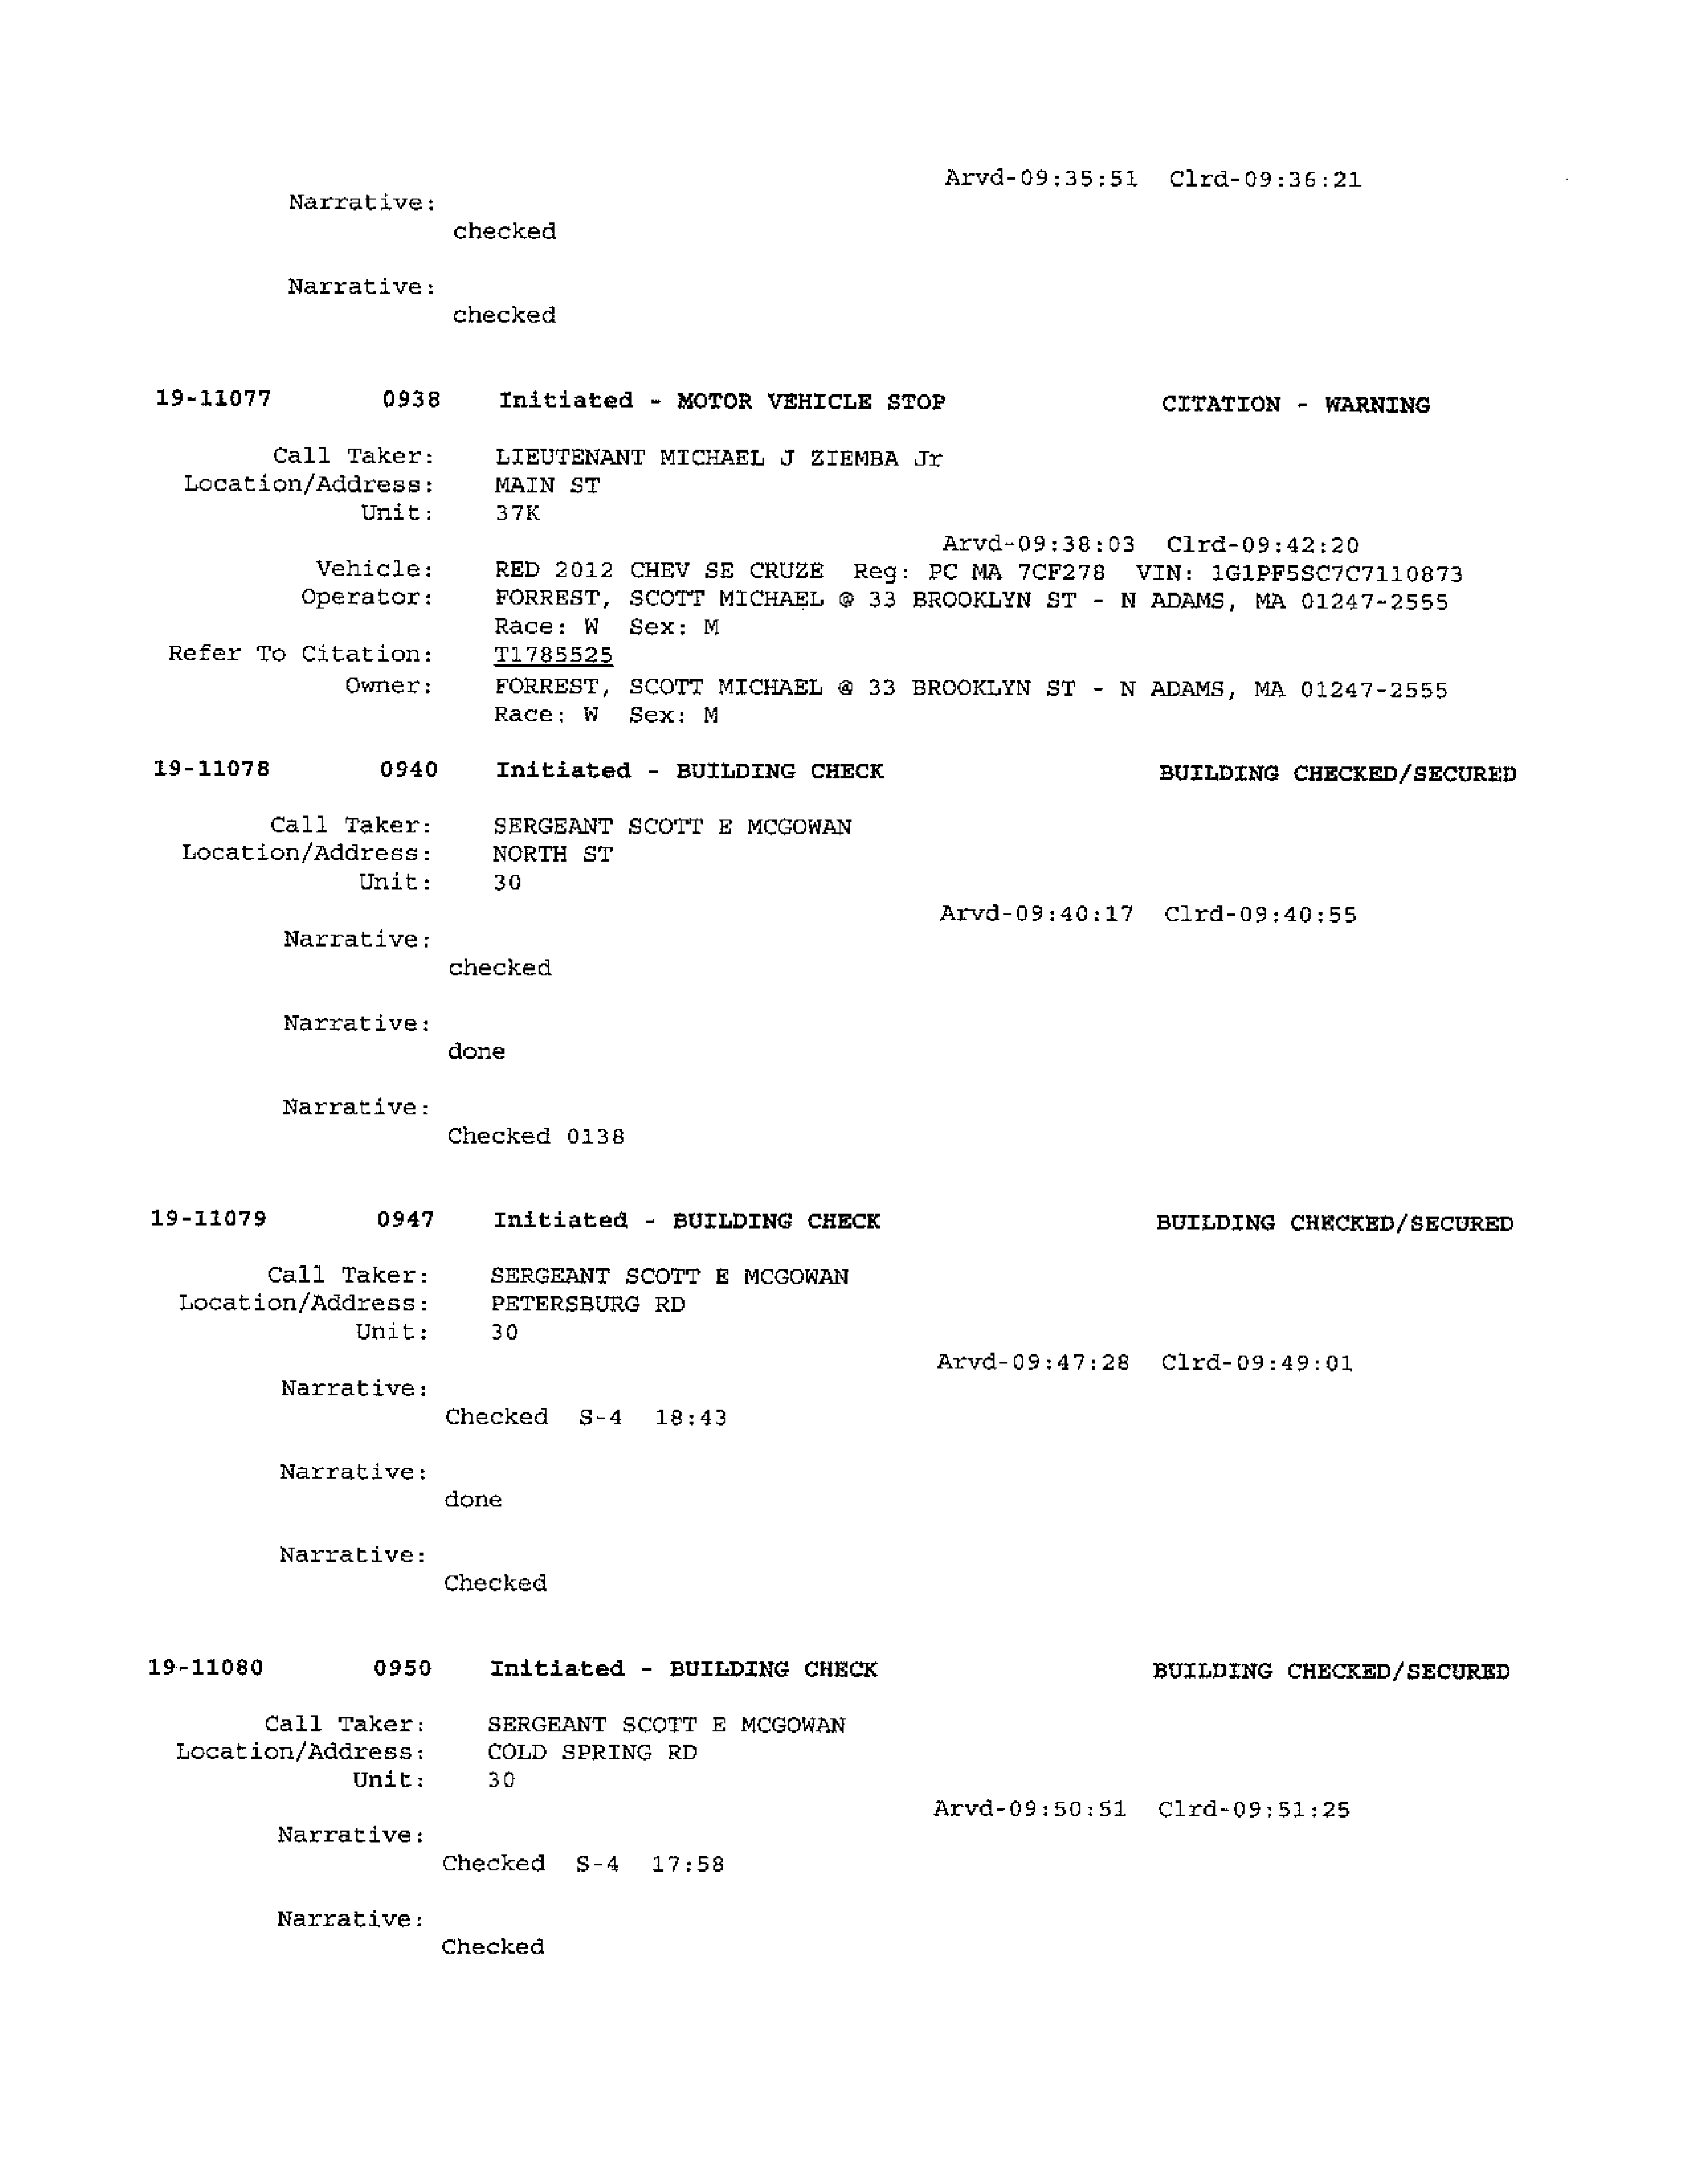 Arvd-09:35:51 Clrd-09:36:21
Narrative:
checked
Narrative:
checked
19-11077 0938 Initiated - MOTOR VEHICLE STOP CITATION - WARNING
Call Taker: LIEUTENANT MICHAEL J ZIEMBA Jr
Location/Address: MAIN ST
Unit: 37K
Arvd-09:38:03 Clrd-09:42:20
Vehicle: RED 2012 CHEV SE CRUZE Reg: PC MA 7CF278 VIN: 1G1PF5SC7C7110873
Operator: FORREST, SCOTT MICHAEL @ 33 BROOKLYN ST - N ADAMS, MA 01247-2555
Race: W Sex: M
Refer To Citation: T1785525
Owner: FORREST, SCOTT MICHAEL @ 33 BROOKLYN ST - N ADAMS, MA 01247-2555
Race: W Sex: M
19-11078 0940 Initiated - BUILDING CHECK BUILDING CHECKED/SECURED
Call Taker: SERGEANT SCOTT E MCGOWAN
Location/Address: NORTH ST
Unit: 30
Arvd-09:40:17 Clrd-09:40:55
Narrative:
checked
Narrative:
done
Narrative:
Checked 0138
19-11079 0947 Initiated - BUILDING CHECK BUILDING CHECKED/SECURED
Call Taker: SERGEANT SCOTT E MCGOWAN
Location/Address: PETERSBURG RD
Unit: 30
Arvd-09:47:28 Clrd-09:49:01
Narrative:
Checked S-4 18:43
Narrative:
done
Narrative:
Checked
19-11080 0950 Initiated - BUILDING CHECK BUILDING CHECKED/SECURED
Call Taker: SERGEANT SCOTT E MCGOWAN
Location/Address: COLD SPRING RD
Unit: 30
Arvd-09:50:51 Clrd-09:51:25
Narrative:
Checked S-4 17:58
Narrative:
Checked